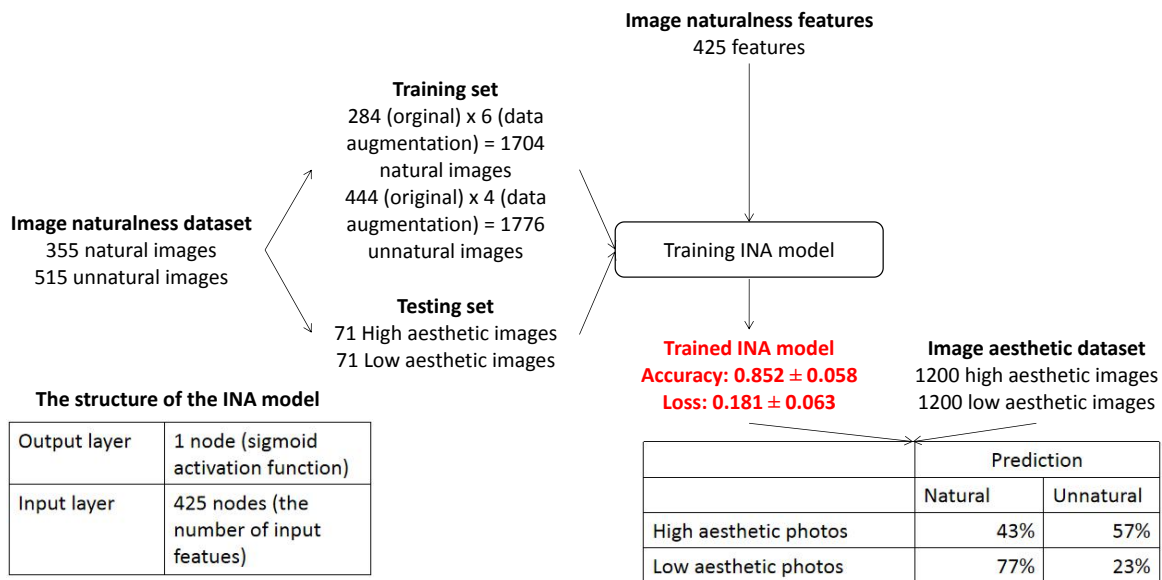 Image naturalness features
425 features
Training set
284 (orginal) x 6 (data
augmentation) = 1704
natural images
444 (original) x 4 (data
augmentation) = 1776
unnatural images
Image naturalness dataset
355 natural images
515 unnatural images
Training INA model
Testing set
71 High aesthetic images
71 Low aesthetic images
Trained INA model
Accuracy: 0.852 ± 0.058
Loss: 0.181 ± 0.063
Image aesthetic dataset
1200 high aesthetic images
1200 low aesthetic images
The structure of the INA model
Output layer 1 node (sigmoid
activation function)
Input layer 425 nodes (the
number of input
featues)
Prediction
Natural Unnatural
High aesthetic photos 43% 57%
Low aesthetic photos 77% 23%